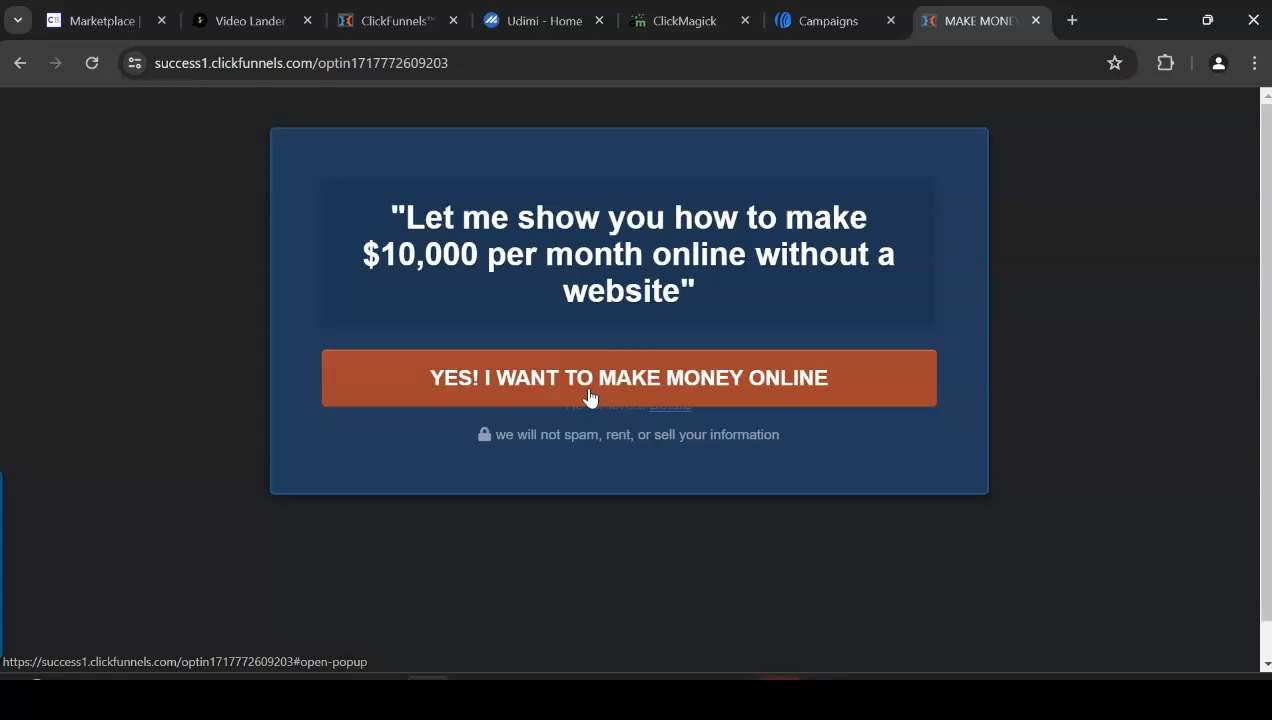 Marketplace |
Video Lander
ClickFunnels™
Udimi - Home
ClickMagick
Campaigns
MAKE MONE
success1.clickfunnels.com/optin1717772609203
"Let me show you how to make
$10,000 per month online without a
website"
YES! I WANT TO MAKE MONEY ONLINE
we will not spam, rent, or sell your information
https://success1.clickfunnels.com/optin1717772609203#open-popup